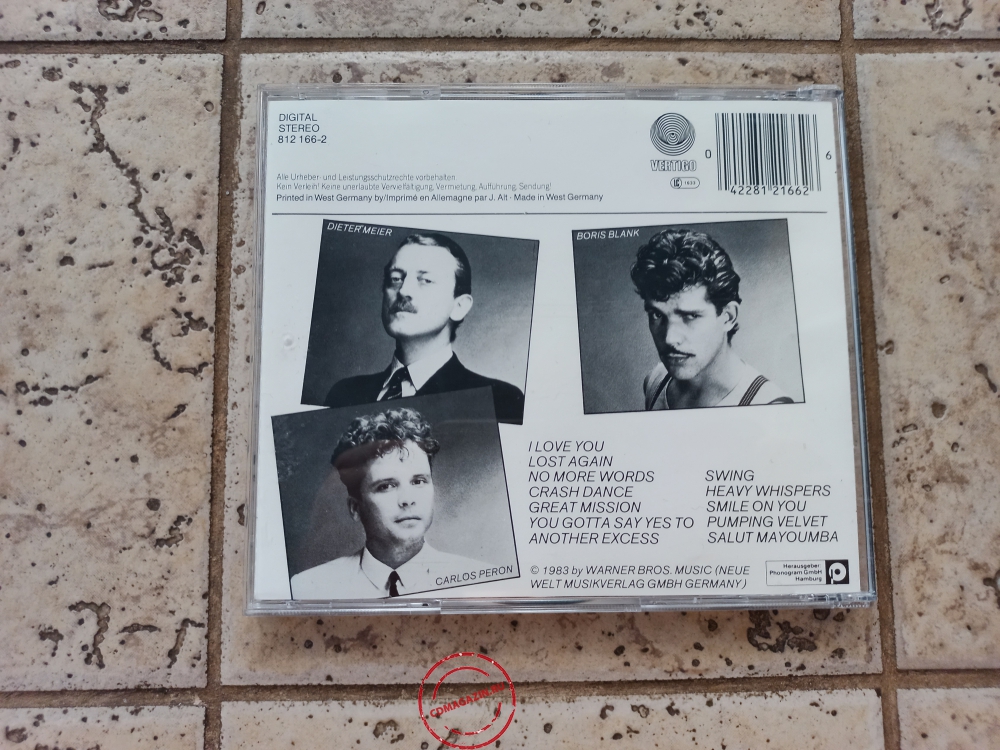 DIGITAL
STEREO
812 166-2
VERTIGO
LC 1633
0 42281 21662 6
Alle Urheber- und Leistungsschutzrechte vorbehalten.
Kein Verleih! Keine unerlaubte Vervielfältigung, Vermietung, Aufführung, Sendung!
Printed in West Germany by/Imprimé en Allemagne par J. Alt · Made in West Germany
DIETER MEIER
BORIS BLANK
CARLOS PERON
I LOVE YOU
LOST AGAIN
NO MORE WORDS
CRASH DANCE
GREAT MISSION
YOU GOTTA SAY YES TO
ANOTHER EXCESS
SWING
HEAVY WHISPERS
SMILE ON YOU
PUMPING VELVET
SALUT MAYOUMBA
© 1983 by WARNER BROS. MUSIC (NEUE
WELT MUSIKVERLAG GMBH GERMANY)
Herausgeber:
Phonogram GmbH
Hamburg
CDMAGAZIN.RU